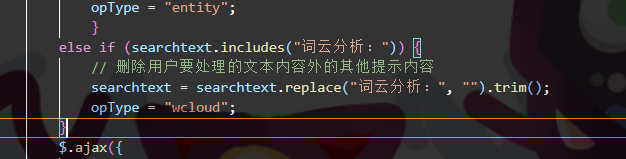 opType = "entity";
}
else if (searchtext.includes("词云分析：")) {
// 删除用户要处理的文本内容外的其他提示内容
searchtext = searchtext.replace("词云分析：", "").trim();
opType = "wcloud";
}
$.ajax({